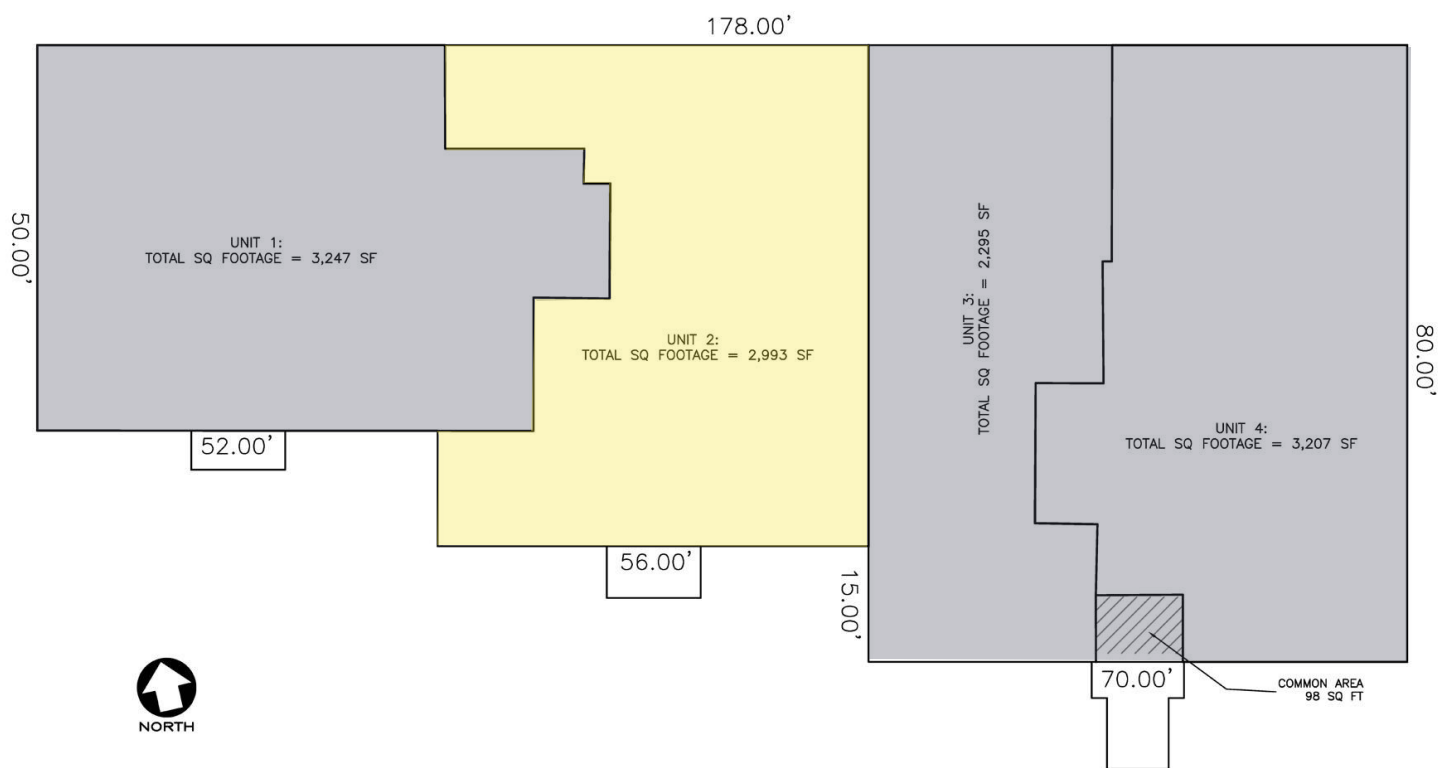 178.00'
50.00'
UNIT 1:
TOTAL SQ FOOTAGE = 3,247 SF
52.00'
UNIT 2:
TOTAL SQ FOOTAGE = 2,993 SF
56.00'
15.00'
UNIT 3:
TOTAL SQ FOOTAGE = 2,295 SF
UNIT 4:
TOTAL SQ FOOTAGE = 3,207 SF
80.00'
70.00'
COMMON AREA
98 SQ FT
NORTH